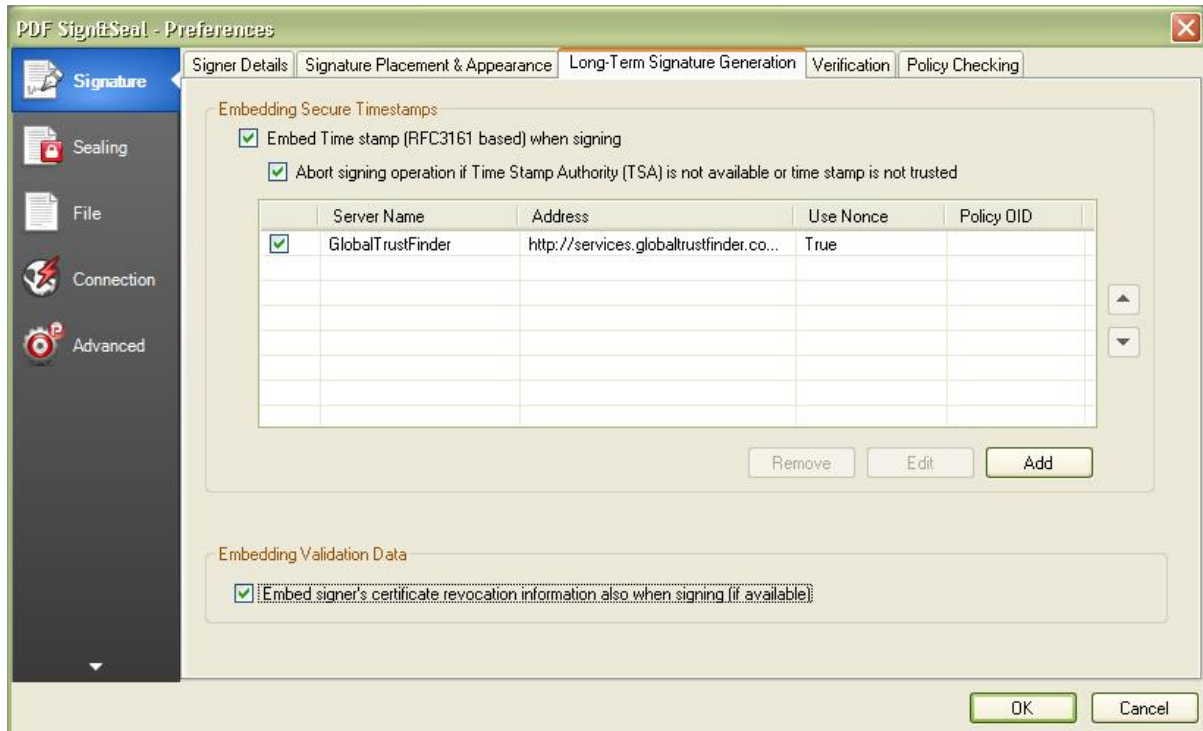 PDF Sign&Seal - Preferences
Signature
Sealing
File
Connection
Advanced
Signer Details Signature Placement & Appearance Long-Term Signature Generation Verification Policy Checking
Embedding Secure Timestamps
Embed Time stamp (RFC3161 based) when signing
Abort signing operation if Time Stamp Authority (TSA) is not available or time stamp is not trusted
Server Name Address Use Nonce Policy OID
GlobalTrustFinder http://services.globaltrustfinder.co... True
Remove Edit Add
Embedding Validation Data
Embed signer's certificate revocation information also when signing (if available)
OK Cancel